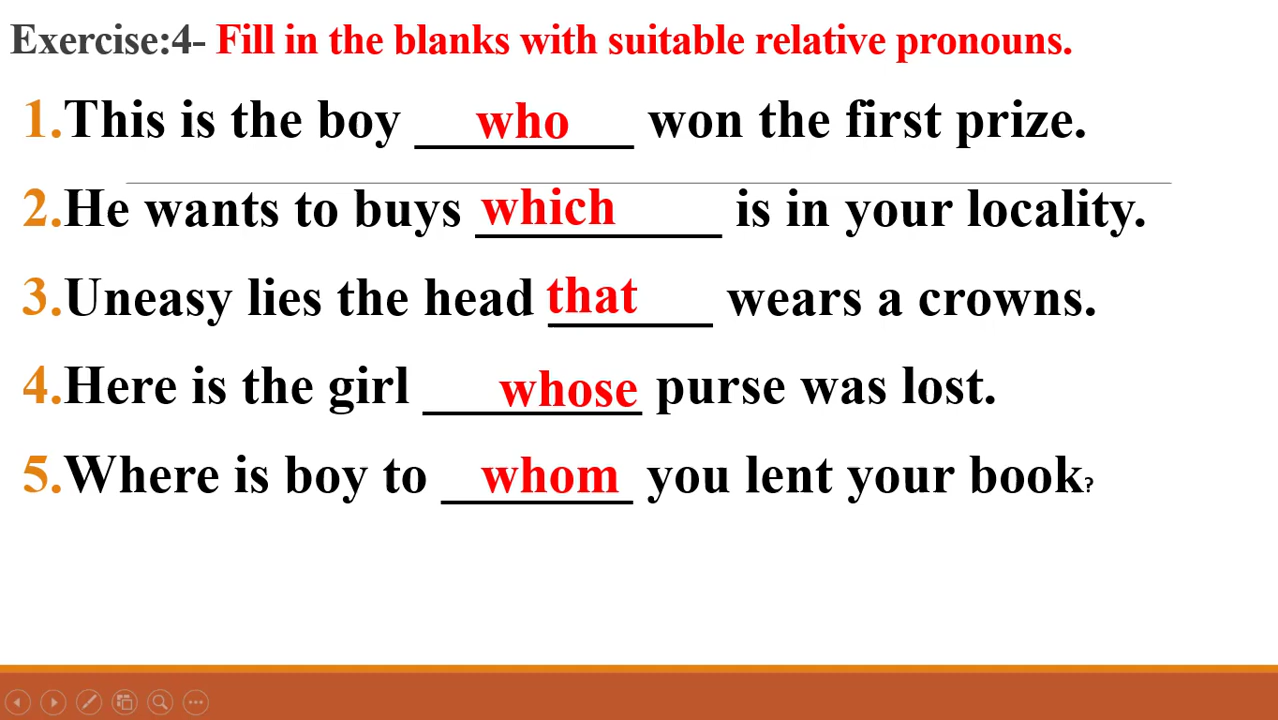 Exercise:4- Fill in the blanks with suitable relative pronouns.
1.This is the boy who won the first prize.
2.He wants to buys which is in your locality.
3.Uneasy lies the head that wears a crowns.
4.Here is the girl whose purse was lost.
5.Where is boy to whom you lent your book?